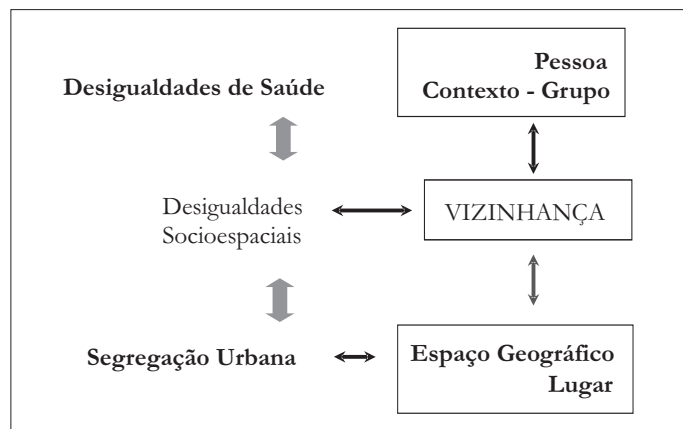 Desigualdades de Saúde
Pessoa
Contexto - Grupo
Desigualdades
Socioespaciais
VIZINHANÇA
Segregação Urbana
Espaço Geográfico
Lugar